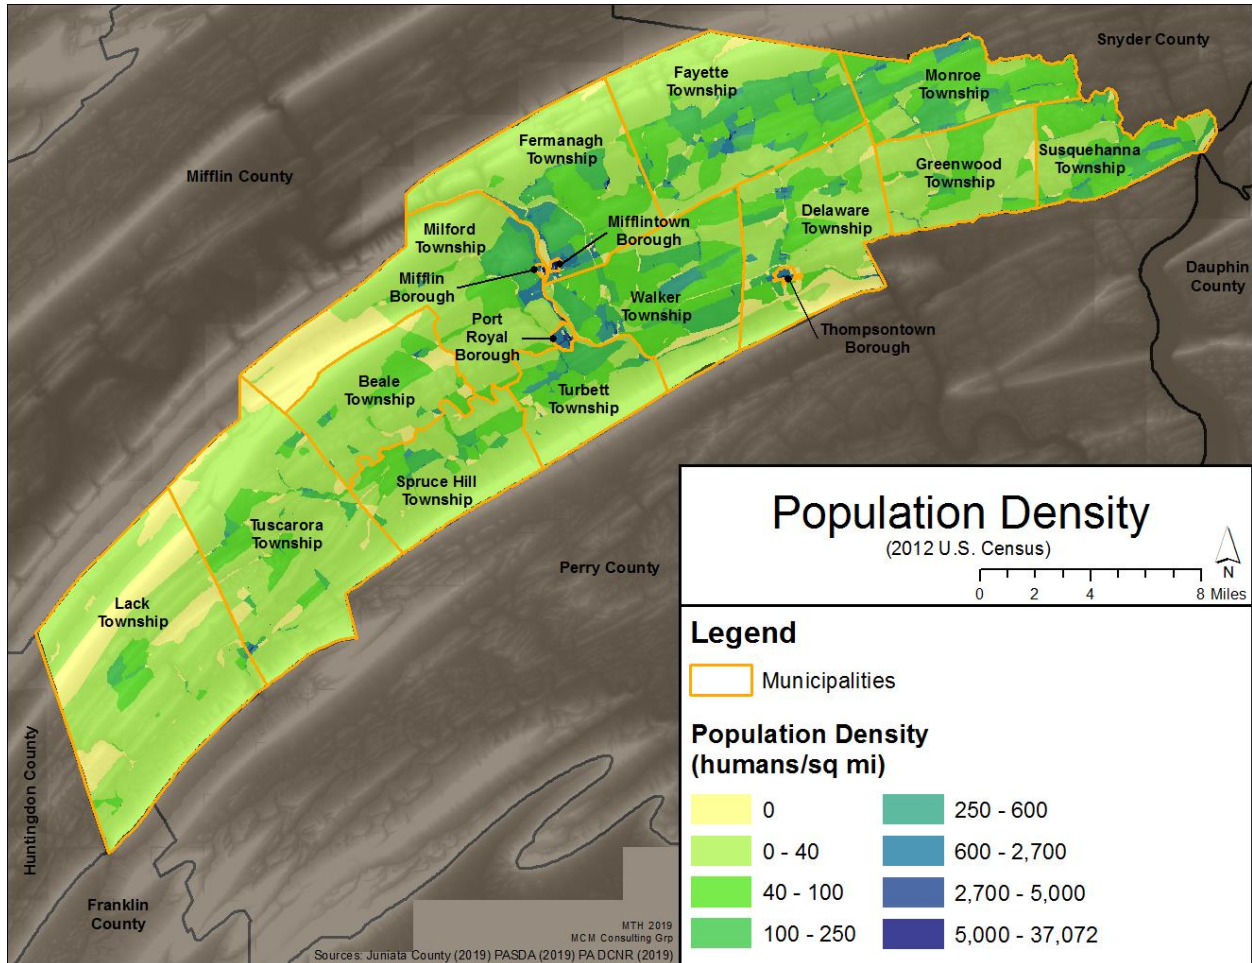 Snyder County
Fayette
Township
Monroe
Township
Fermanagh
Township
Susquehanna
Township
Greenwood
Township
Mifflin County
Delaware
Township
Milford
Township
Mifflintown
Borough
Mifflin
Borough
Dauphin
County
Walker
Township
Port
Royal
Borough
Thompsontown
Borough
Beale
Township
Turbett
Township
Spruce Hill
Township
Tuscarora
Township
Perry County
Lack
Township
Huntingdon County
Franklin
County
Population Density
(2012 U.S. Census)
N
0 2 4 8 Miles
Legend
Municipalities
Population Density
(humans/sq mi)
0
0 - 40
40 - 100
100 - 250
250 - 600
600 - 2,700
2,700 - 5,000
5,000 - 37,072
MTH 2019
MCM Consulting Grp
Sources: Juniata County (2019) PASDA (2019) PA DCNR (2019)